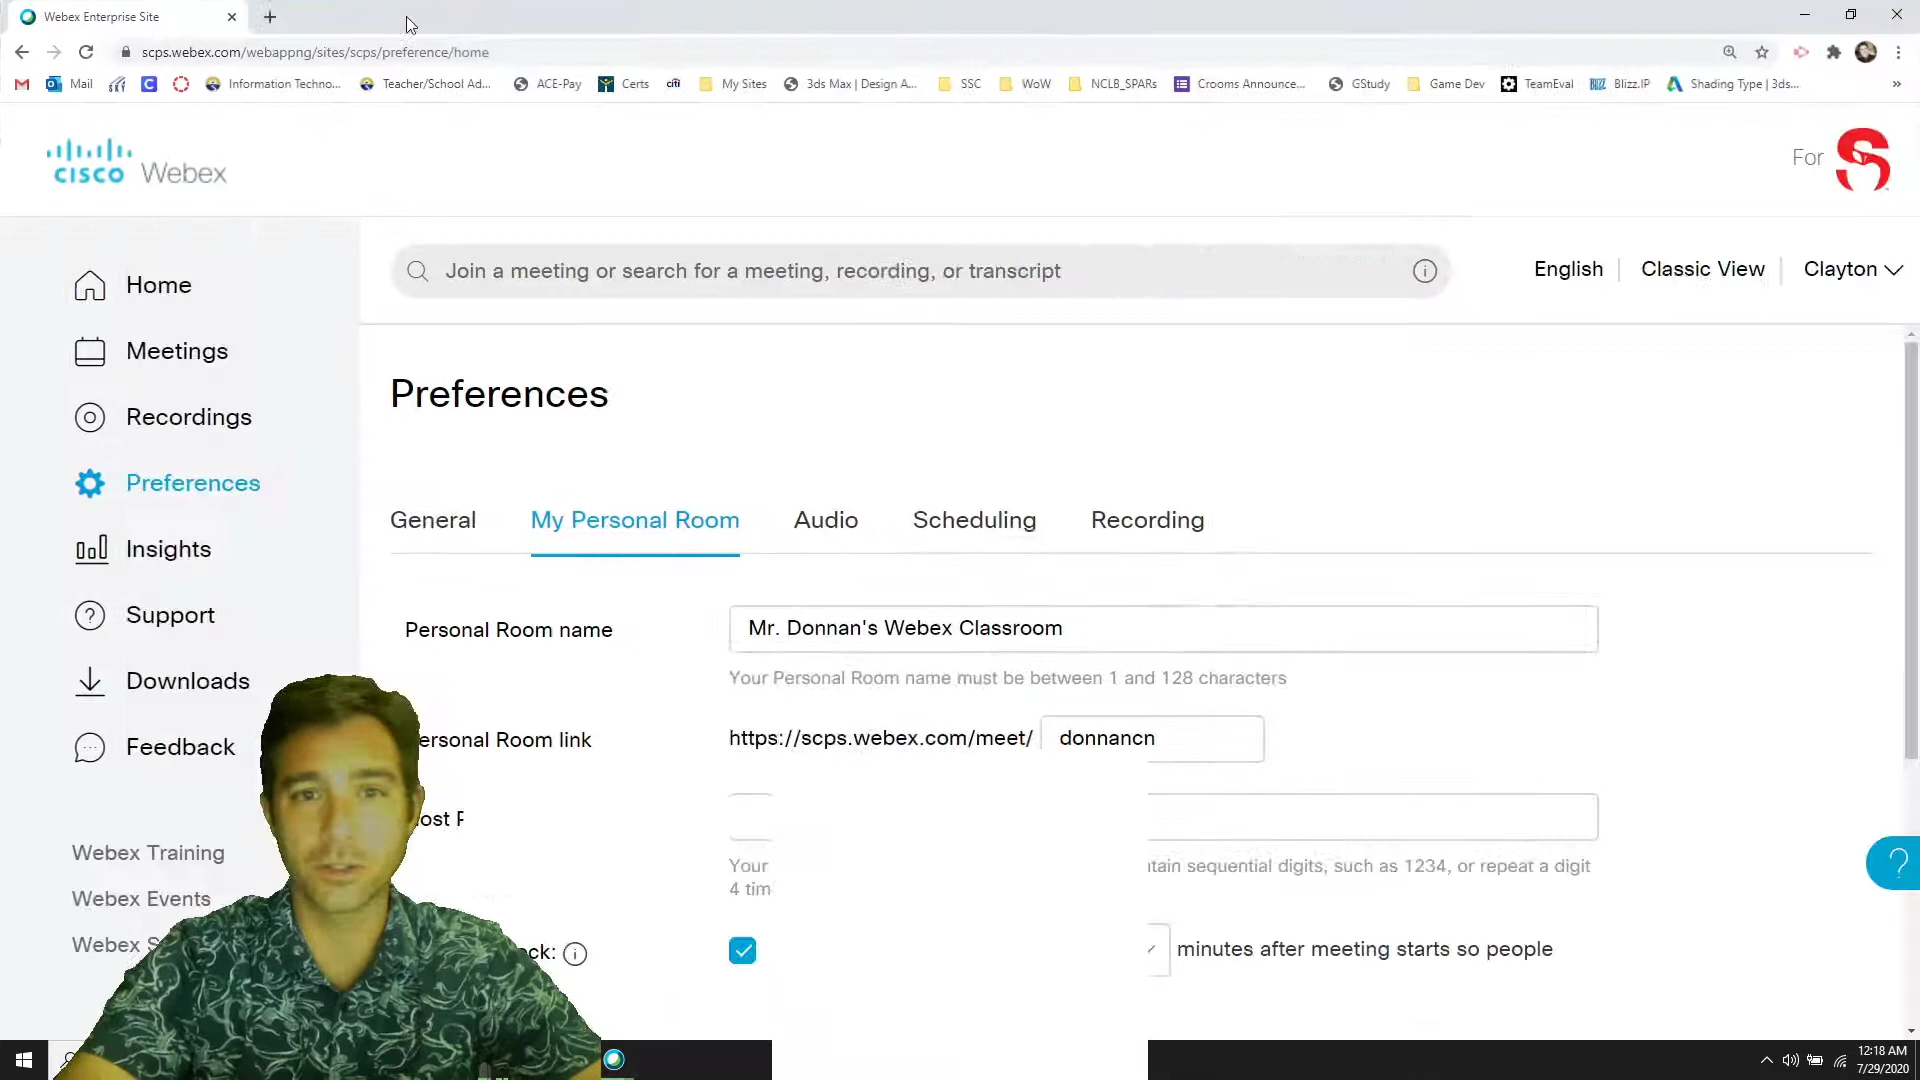 Webex Enterprise Site
scps.webex.com/webappng/sites/scps/preference/home
Mail
Information Techno...
Teacher/School Ad...
ACE-Pay
Certs
citi
My Sites
3ds Max | Design A...
SSC
WoW
NCLB_SPARs
Crooms Announce...
GStudy
Game Dev
TeamEval
BLIZZ
Blizz.IP
Shading Type | 3ds...
CISCO Webex
For S
Join a meeting or search for a meeting, recording, or transcript
English
Classic View
Clayton
Home
Meetings
Recordings
Preferences
Insights
Support
Downloads
Feedback
Webex Training
Webex Events
Webex S
Preferences
General
My Personal Room
Audio
Scheduling
Recording
Personal Room name
Mr. Donnan's Webex Classroom
Your Personal Room name must be between 1 and 128 characters
ersonal Room link
https://scps.webex.com/meet/ donnancn
ost P
Your
tain sequential digits, such as 1234, or repeat a digit
4 tim
ck:
minutes after meeting starts so people
12:18 AM
7/29/2020